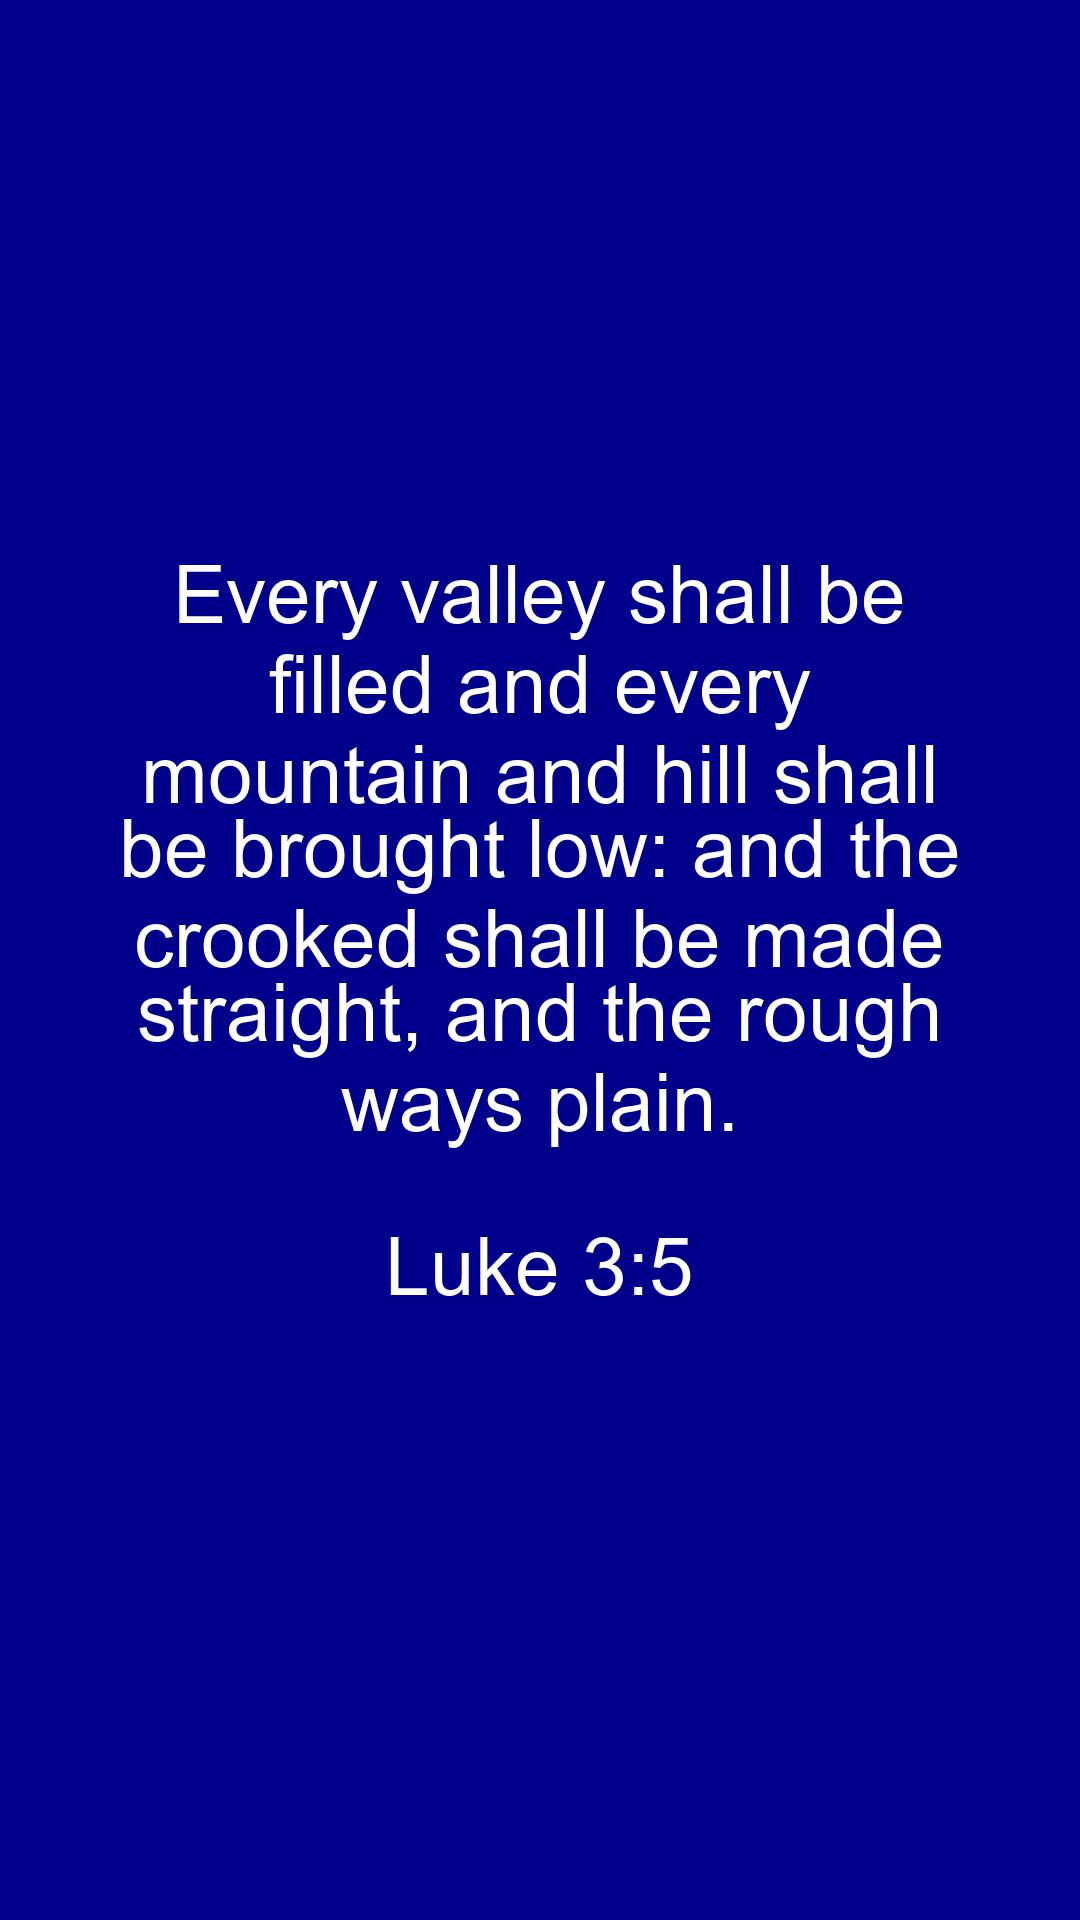 Every valley shall be
filled and every
mountain and hill shall
be brought low: and the
crooked shall be made
straight, and the rough
ways plain.
Luke 3:5